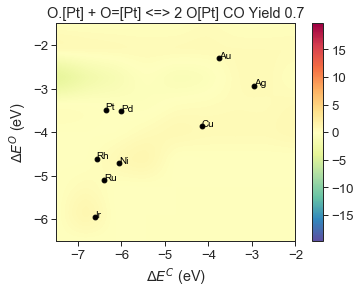 O.[Pt] + O=[Pt] <=> 2 O[Pt] CO Yield 0.7
ΔE^O (eV)
−2
−3
−4
−5
−6
Au
Ag
Pt
Pd
Cu
Rh
Ni
Ru
Ir
−7
−6
−5
−4
−3
−2
ΔE^C (eV)
15
10
5
0
−5
−10
−15